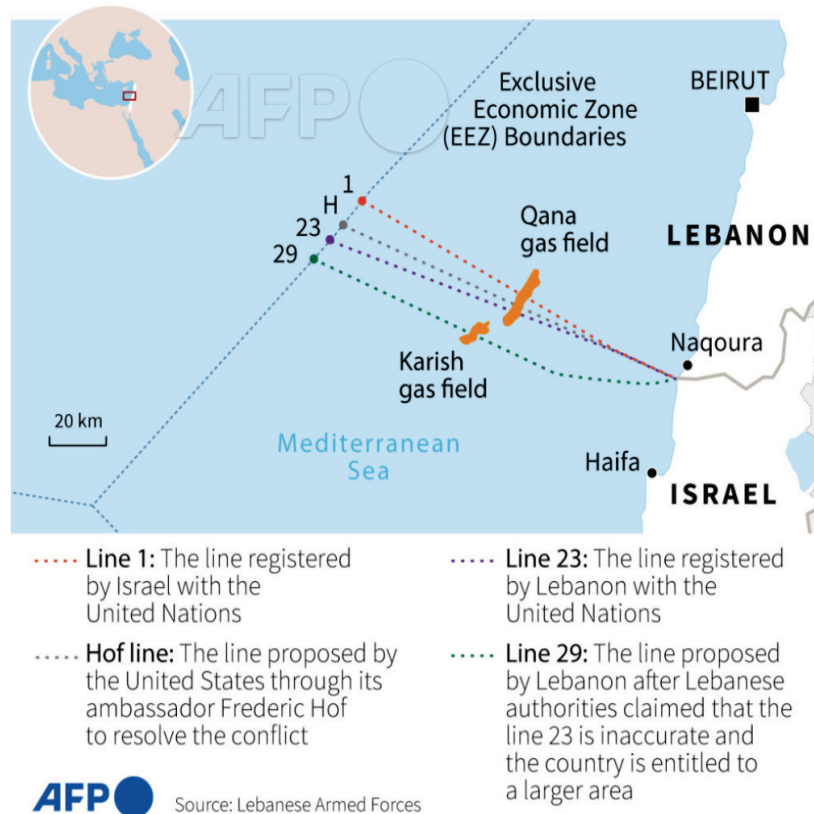 AFP
Exclusive
Economic Zone
(EEZ) Boundaries
BEIRUT
1
H
23
29
Qana
gas field
LEBANON
Karish
gas field
Naqoura
20 km
Mediterranean
Sea
Haifa
ISRAEL
Line 1: The line registered
by Israel with the
United Nations
Hof line: The line proposed by
the United States through its
ambassador Frederic Hof
to resolve the conflict
Line 23: The line registered
by Lebanon with the
United Nations
Line 29: The line proposed
by Lebanon after Lebanese
authorities claimed that the
line 23 is inaccurate and
the country is entitled to
a larger area
AFP
Source: Lebanese Armed Forces